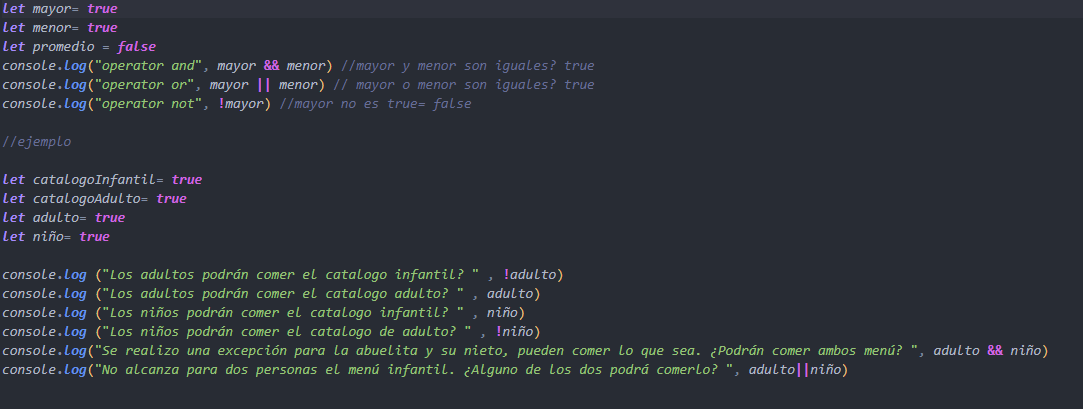 let mayor= true
let menor= true
let promedio = false
console.log("operator and", mayor && menor) //mayor y menor son iguales? true
console.log("operator or", mayor || menor) // mayor o menor son iguales? true
console.log("operator not", !mayor) //mayor no es true= false
//ejemplo
let catalogoInfantil= true
let catalogoAdulto= true
let adulto= true
let niño= true
console.log ("Los adultos podrán comer el catalogo infantil? " , !adulto)
console.log ("Los adultos podrán comer el catalogo adulto? " , adulto)
console.log ("Los niños podrán comer el catalogo infantil? " , niño)
console.log ("Los niños podrán comer el catalogo de adulto? " , !niño)
console.log("Se realizo una excepción para la abuelita y su nieto, pueden comer lo que sea. ¿Podrán comer ambos menú? ", adulto && niño)
console.log("No alcanza para dos personas el menú infantil. ¿Alguno de los dos podrá comerlo? ", adulto||niño)